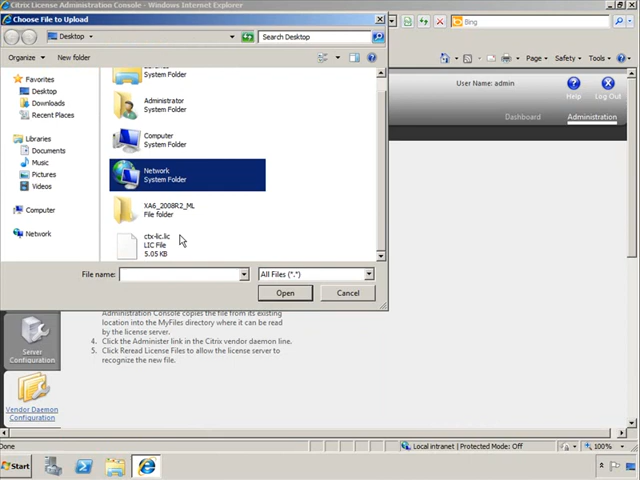 Citrix License Administration Console - Windows Internet Explorer
Choose File to Upload
Desktop
Search Desktop
Bing
Organize
New folder
Page
Safety
Tools
Favorites
Desktop
Downloads
Recent Places
Libraries
Documents
Music
Pictures
Videos
Computer
Network
System Folder
Administrator
System Folder
Computer
System Folder
Network
System Folder
XA6_2008R2_ML
File folder
ctx-lic.lic
LIC File
5.05 KB
File name:
All Files (*.*)
Open
Cancel
User Name: admin
Help
Log Out
Dashboard
Administration
Administration Console copies the file from its existing
location into the MyFiles directory where it can be read
by the license server.
4. Click the Administer link in the Citrix vendor daemon line.
5. Click Reread License Files to allow the license server to
recognize the new file.
Server
Configuration
Vendor Daemon
Configuration
Done
Local intranet | Protected Mode: Off
100%
Start